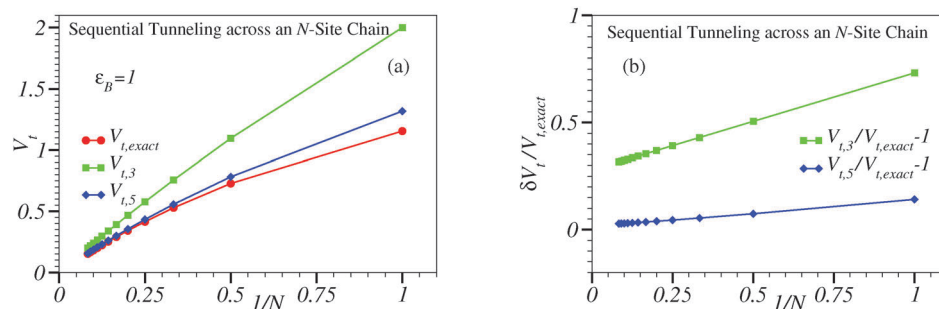 Sequential Tunneling across an N-Site Chain
(a)
ε_B=1
V_t,exact
V_t,3
V_t,5
V_t
2
1.5
1
0.5
0
0 0.25 0.5 0.75 1
1/N
Sequential Tunneling across an N-Site Chain
(b)
V_t,3/V_t,exact-1
V_t,5/V_t,exact-1
δV_t/V_t,exact
1
0.5
0
0 0.25 0.5 0.75 1
1/N